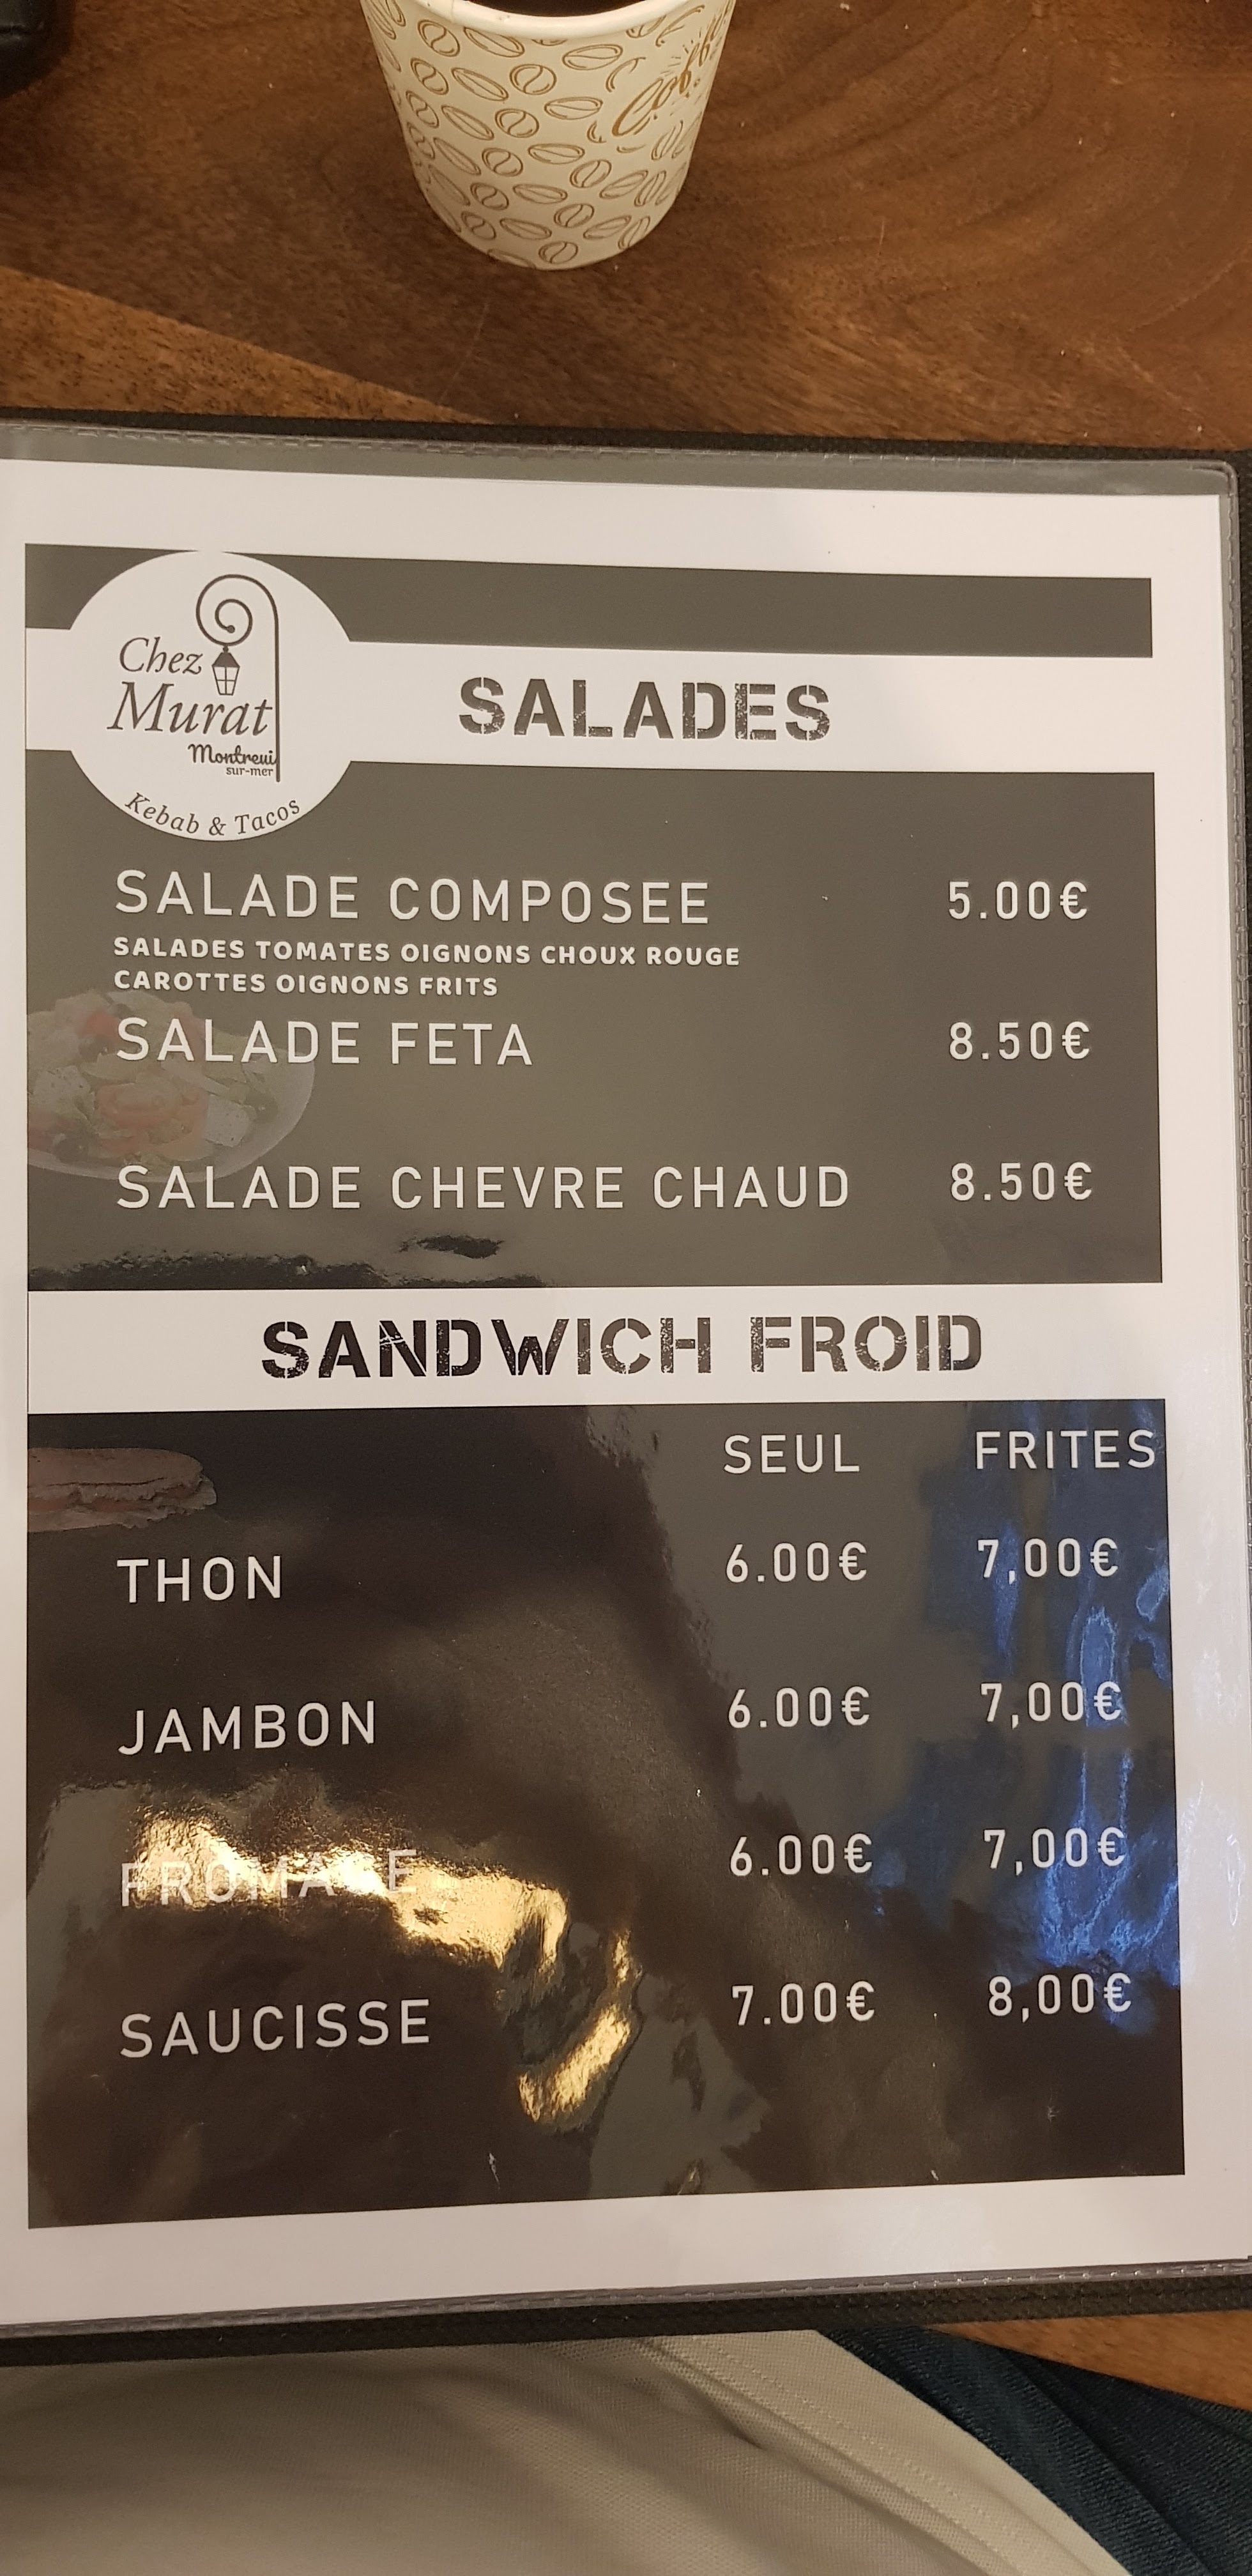 Coffee
Chez
Murat
Montreuil
sur-mer
Kebab & Tacos
SALADES
SALADE COMPOSEE 5.00€
SALADES TOMATES OIGNONS CHOUX ROUGE
CAROTTES OIGNONS FRITS
SALADE FETA 8.50€
SALADE CHEVRE CHAUD 8.50€
SANDWICH FROID
SEUL FRITES
THON 6.00€ 7,00€
JAMBON 6.00€ 7,00€
FROMAGE 6.00€ 7,00€
SAUCISSE 7.00€ 8,00€